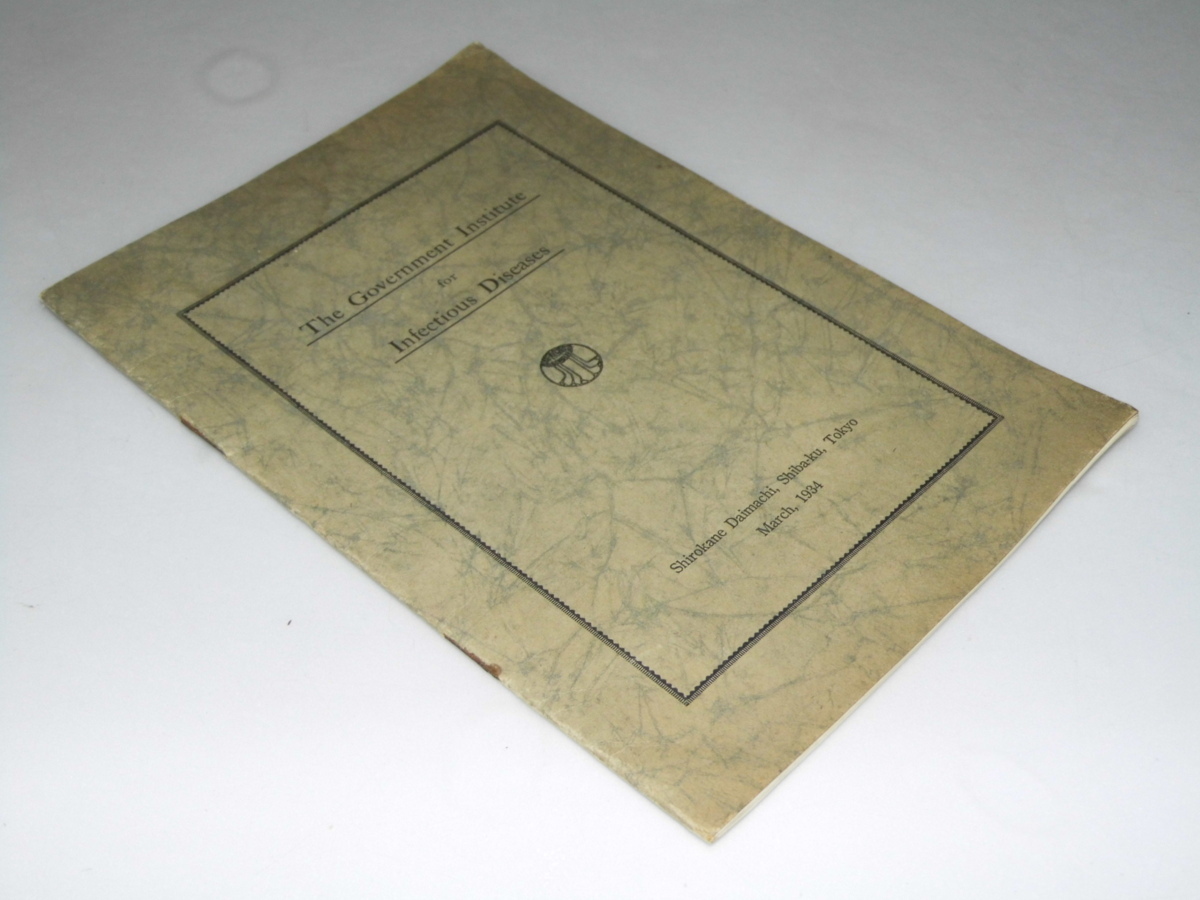 The Government Institute
for
Infectious Diseases
Shirokane Daimachi, Shiba-ku, Tokyo
March, 1934